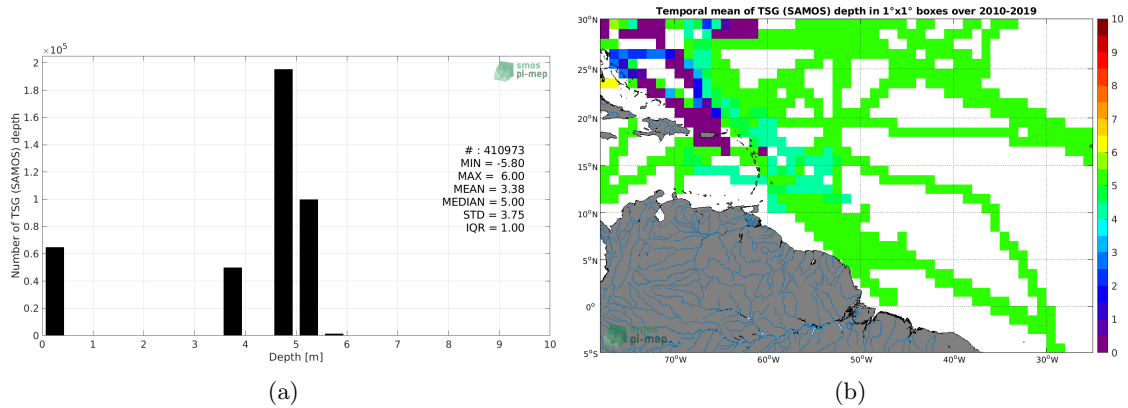 ×10⁵
2
1.8
1.6
1.4
1.2
1
0.8
0.6
0.4
0.2
0
Number of TSG (SAMOS) depth
smos
pi-mep
# : 410973
MIN = -5.80
MAX = 6.00
MEAN = 3.38
MEDIAN = 5.00
STD = 3.75
IQR = 1.00
0 1 2 3 4 5 6 7 8 9 10
Depth [m]
(a)
Temporal mean of TSG (SAMOS) depth in 1°x1° boxes over 2010-2019
30°N
25°N
20°N
15°N
10°N
5°N
0°
5°S
70°W 60°W 50°W 40°W 30°W
smos
pi-mep
10
9
8
7
6
5
4
3
2
1
0
(b)